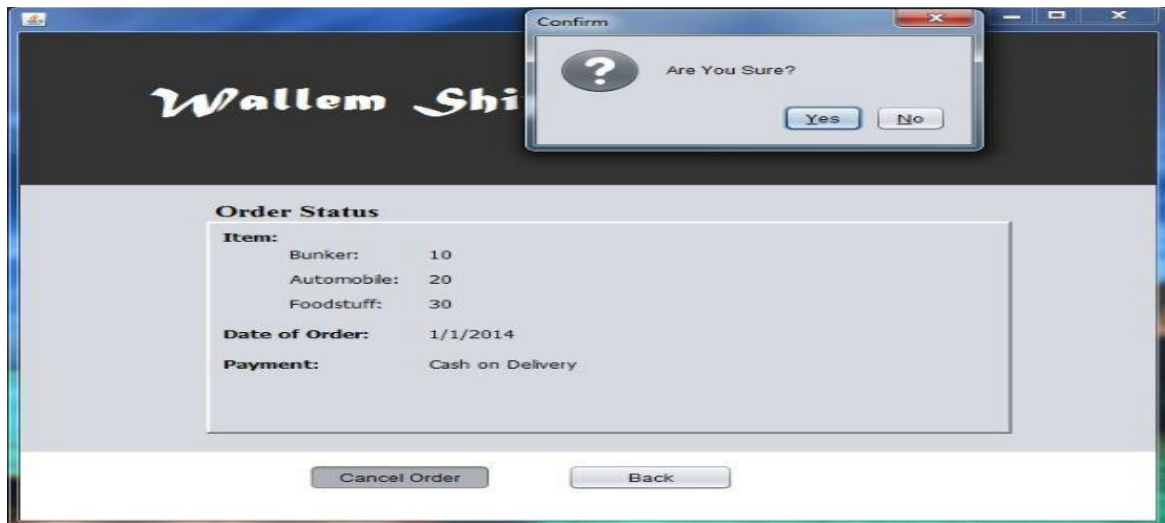 Confirm
Are You Sure?
Yes No
Wallem Shi
Order Status
Item:
Bunker: 10
Automobile: 20
Foodstuff: 30
Date of Order: 1/1/2014
Payment: Cash on Delivery
Cancel Order Back